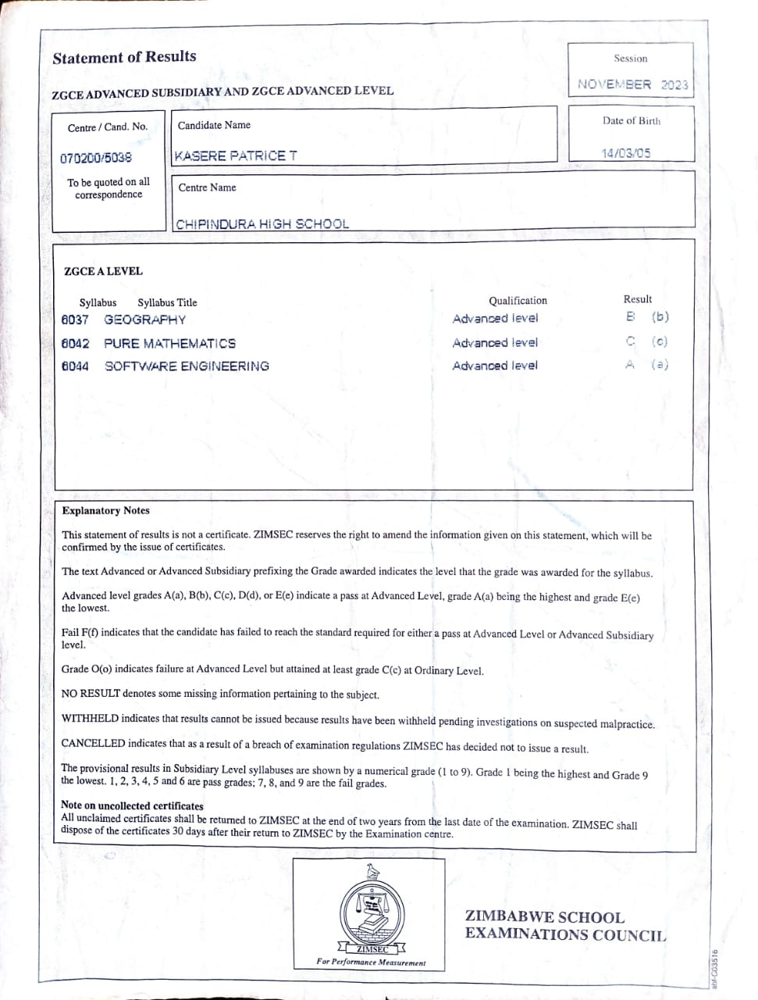 Statement of Results
Session
NOVEMBER 2023
ZGCE ADVANCED SUBSIDIARY AND ZGCE ADVANCED LEVEL
Centre / Cand. No.
070200/5038
To be quoted on all
correspondence
Candidate Name
KASERE PATRICE T
Date of Birth
14/03/05
Centre Name
CHIPINDURA HIGH SCHOOL
ZGCE A LEVEL
Syllabus Syllabus Title Qualification Result
6037 GEOGRAPHY Advanced level B (b)
6042 PURE MATHEMATICS Advanced level C (c)
6044 SOFTWARE ENGINEERING Advanced level A (a)
Explanatory Notes
This statement of results is not a certificate. ZIMSEC reserves the right to amend the information given on this statement, which will be
confirmed by the issue of certificates.
The text Advanced or Advanced Subsidiary prefixing the Grade awarded indicates the level that the grade was awarded for the syllabus.
Advanced level grades A(a), B(b), C(c), D(d), or E(e) indicate a pass at Advanced Level, grade A(a) being the highest and grade E(e)
the lowest.
Fail F(f) indicates that the candidate has failed to reach the standard required for either a pass at Advanced Level or Advanced Subsidiary
level.
Grade O(o) indicates failure at Advanced Level but attained at least grade C(c) at Ordinary Level.
NO RESULT denotes some missing information pertaining to the subject.
WITHHELD indicates that results cannot be issued because results have been withheld pending investigations on suspected malpractice.
CANCELLED indicates that as a result of a breach of examination regulations ZIMSEC has decided not to issue a result.
The provisional results in Subsidiary Level syllabuses are shown by a numerical grade (1 to 9). Grade 1 being the highest and Grade 9
the lowest. 1, 2, 3, 4, 5 and 6 are pass grades; 7, 8, and 9 are the fail grades.
Note on uncollected certificates
All unclaimed certificates shall be returned to ZIMSEC at the end of two years from the last date of the examination. ZIMSEC shall
dispose of the certificates 30 days after their return to ZIMSEC by the Examination centre.
ZIMSEC
For Performance Measurement
ZIMBABWE SCHOOL
EXAMINATIONS COUNCIL